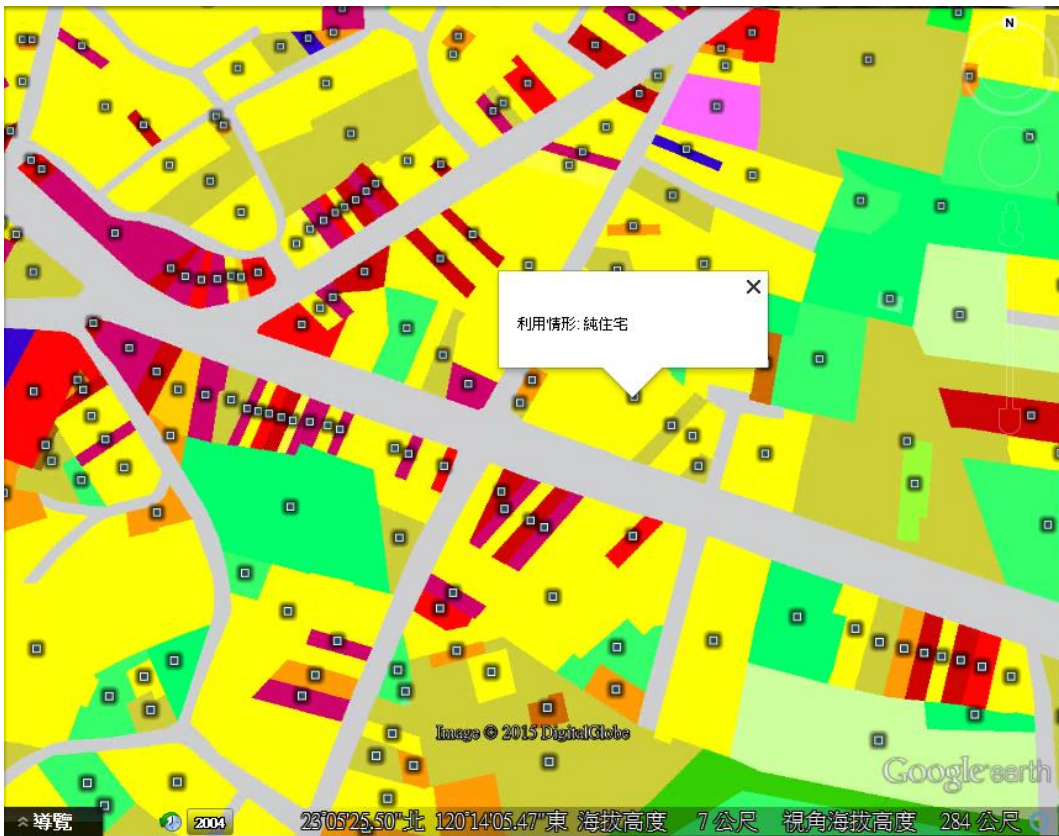 N
利用情形: 純住宅
Image © 2015 DigitalGlobe
Google earth
導覽
2004
23°05'25.50"北 120°14'05.47"東 海拔高度 7 公尺 視角海拔高度 284 公尺